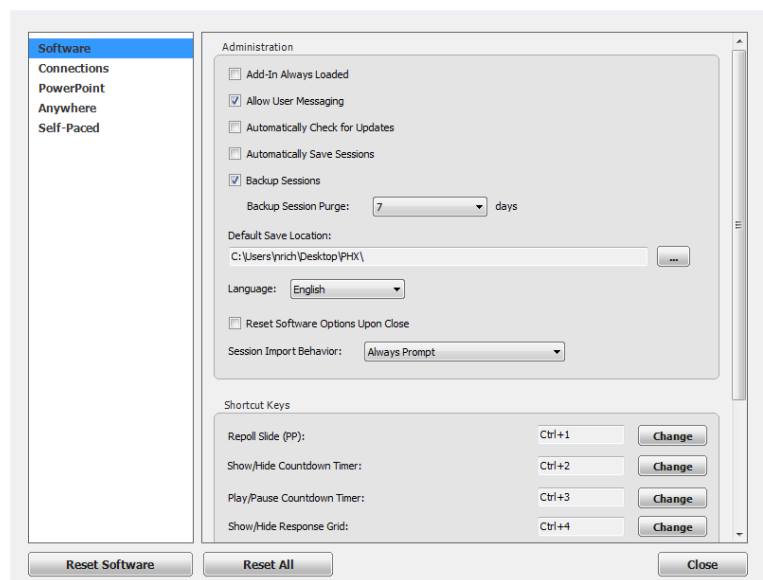 Software
Connections
PowerPoint
Anywhere
Self-Paced
Administration
Add-In Always Loaded
Allow User Messaging
Automatically Check for Updates
Automatically Save Sessions
Backup Sessions
Backup Session Purge: 7 days
Default Save Location:
C:\Users\nrich\Desktop\PHX\ ...
Language: English
Reset Software Options Upon Close
Session Import Behavior: Always Prompt
Shortcut Keys
Repoll Slide (PP): Ctrl+1 Change
Show/Hide Countdown Timer: Ctrl+2 Change
Play/Pause Countdown Timer: Ctrl+3 Change
Show/Hide Response Grid: Ctrl+4 Change
Reset Software Reset All Close